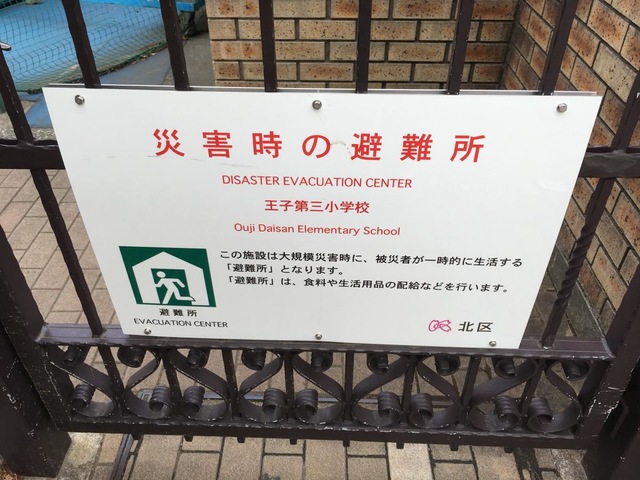 災害時の避難所
DISASTER EVACUATION CENTER
王子第三小学校
Ouji Daisan Elementary School
この施設は大規模災害時に、被災者が一時的に生活する
「避難所」となります。
「避難所」は、食料や生活用品の配給などを行います。
避難所
EVACUATION CENTER
北区